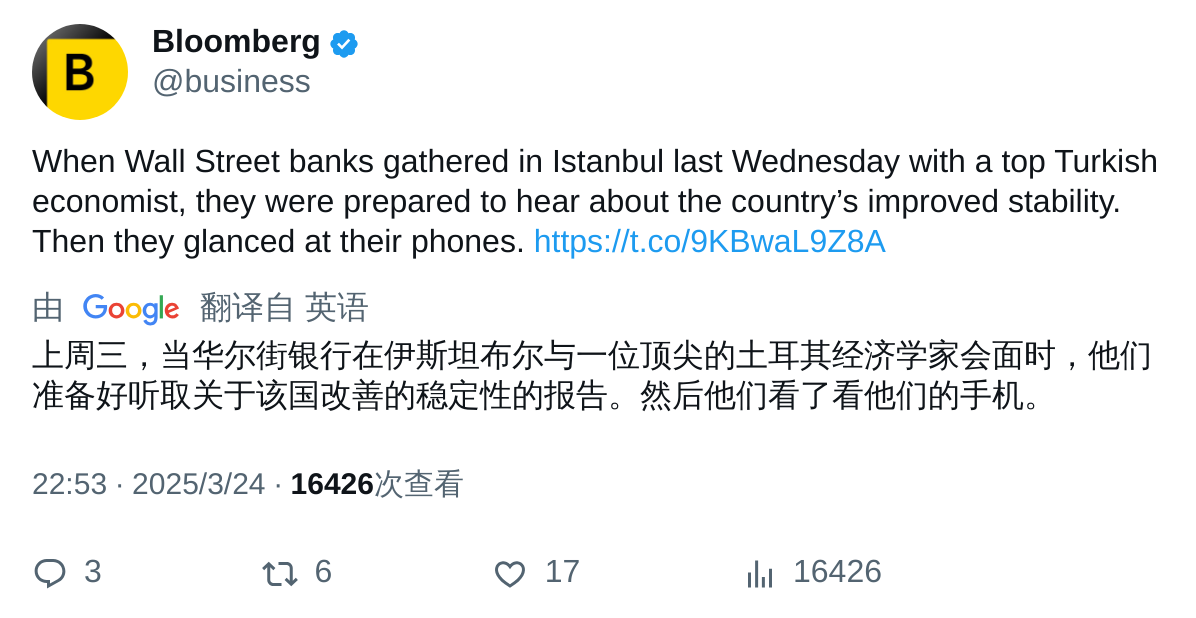 B
Bloomberg
@business
When Wall Street banks gathered in Istanbul last Wednesday with a top Turkish
economist, they were prepared to hear about the country’s improved stability.
Then they glanced at their phones. https://t.co/9KBwaL9Z8A
由 Google 翻译自 英语
上周三，当华尔街银行在伊斯坦布尔与一位顶尖的土耳其经济学家会面时，他们
准备好听取关于该国改善的稳定性的报告。然后他们看了看他们的手机。
22:53 · 2025/3/24 · 16426次查看
3 6 17 16426